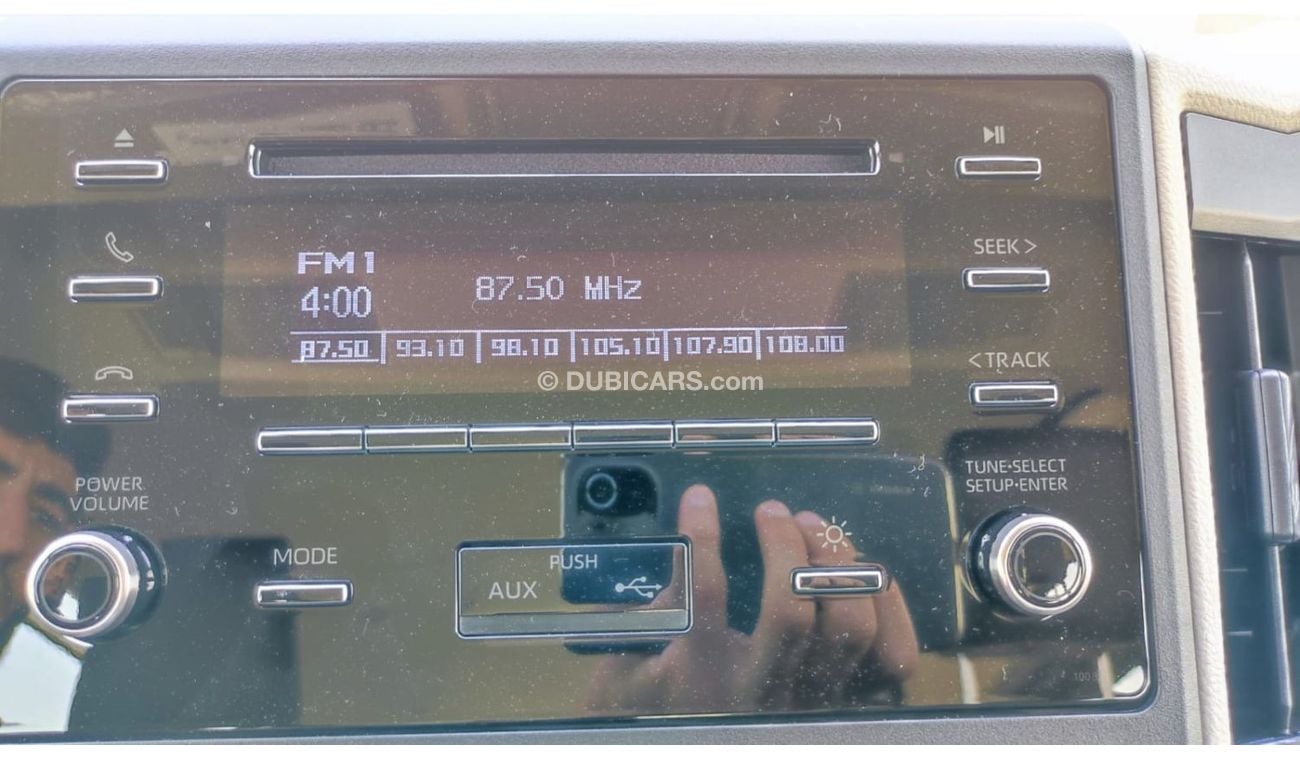 FM1
87.50 MHz
4:00
87.50 93.10 98.10 105.10 107.90 108.00
© DUBICARS.com
SEEK >
< TRACK
POWER
VOLUME
TUNE·SELECT
SETUP·ENTER
MODE
PUSH
AUX